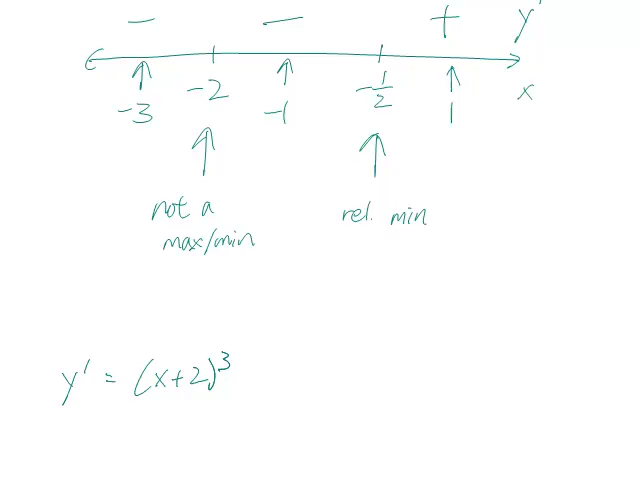 − − + y'
-3 -2 -1 -1/2 1 x
not a max/min
rel. min
y' = (x+2)³